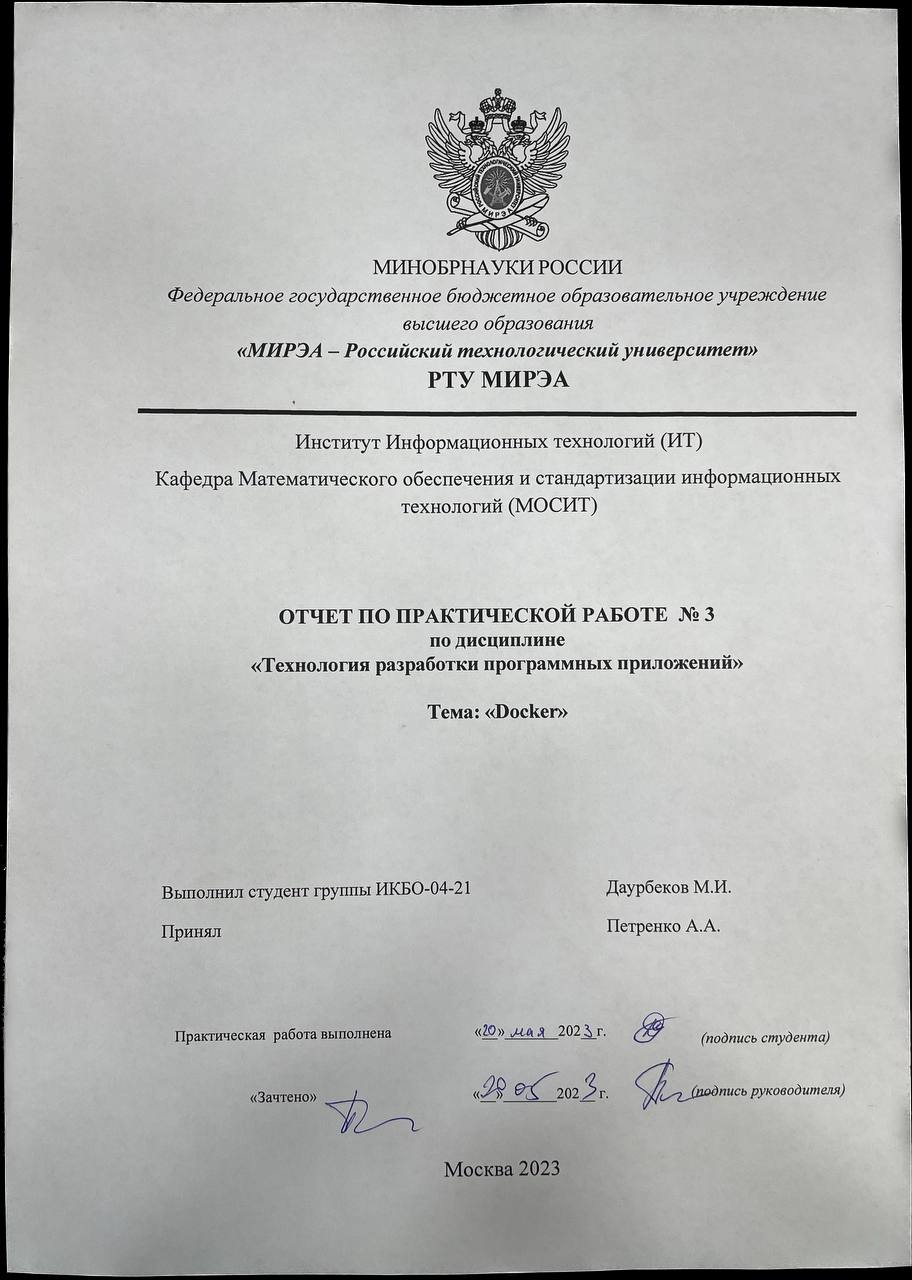 МИНОБРНАУКИ РОССИИ
Федеральное государственное бюджетное образовательное учреждение
высшего образования
«МИРЭА – Российский технологический университет»
РТУ МИРЭА
Институт Информационных технологий (ИТ)
Кафедра Математического обеспечения и стандартизации информационных
технологий (МОСИТ)
ОТЧЕТ ПО ПРАКТИЧЕСКОЙ РАБОТЕ № 3
по дисциплине
«Технология разработки программных приложений»
Тема: «Docker»
Выполнил студент группы ИКБО-04-21 Даурбеков М.И.
Принял Петренко А.А.
Практическая работа выполнена «20» мая 2023 г. (подпись студента)
«Зачтено» «20» 05 2023 г. (подпись руководителя)
Москва 2023